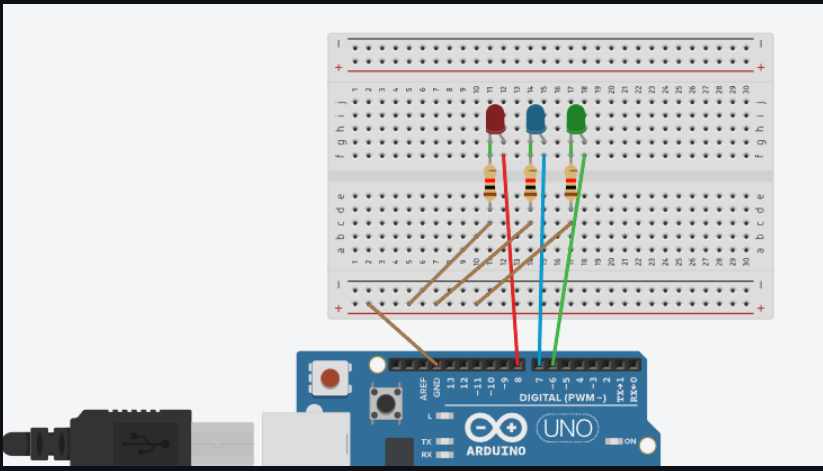 − −
+ +
1 2 3 4 5 6 7 8 9 10 11 12 13 14 15 16 17 18 19 20 21 22 23 24 25 26 27 28 29 30
j j
i i
h h
g g
f f
e e
d d
c c
b b
a a
1 2 3 4 5 6 7 8 9 10 11 12 13 14 15 16 17 18 19 20 21 22 23 24 25 26 27 28 29 30
− −
+ +
AREF GND 13 12 ~11 ~10 ~9 8 7 ~6 ~5 4 ~3 2 TX→1 RX←0
DIGITAL (PWM~)
L
TX
RX
UNO
ARDUINO
ON